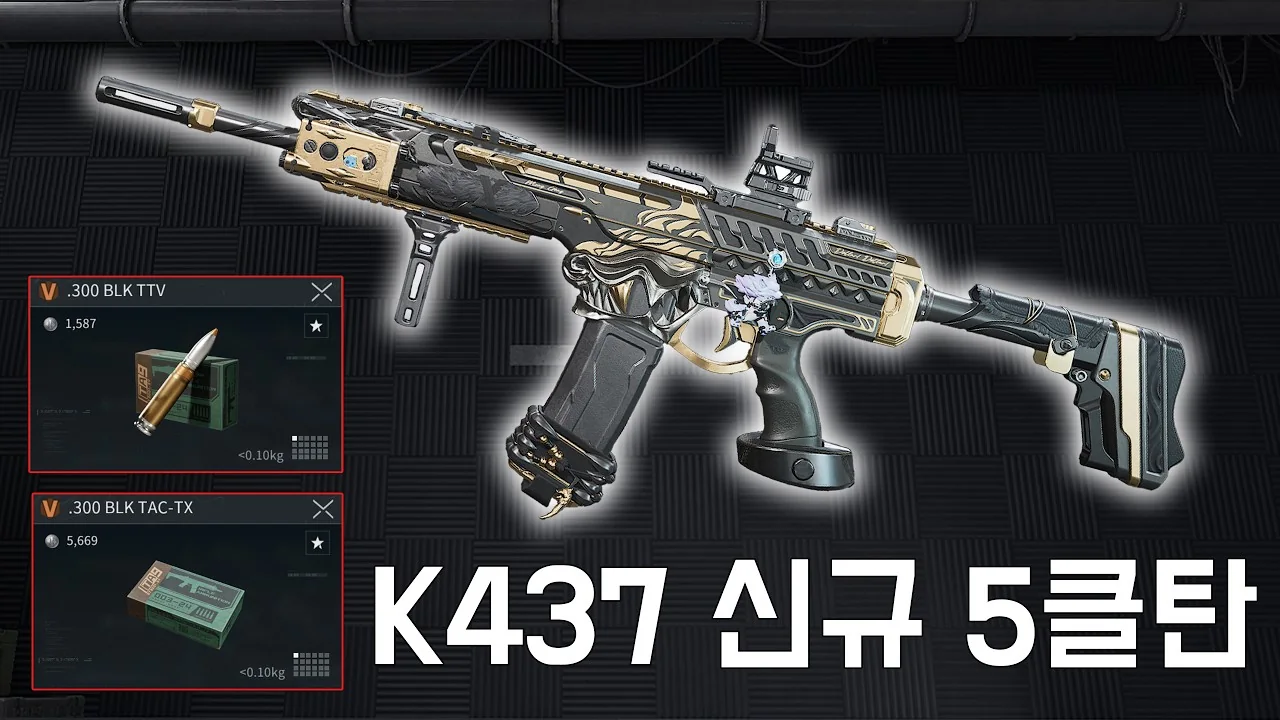 V .300 BLK TTV
1,587
<0.10kg
V .300 BLK TAC-TX
5,669
<0.10kg
K437 신규 5클탄